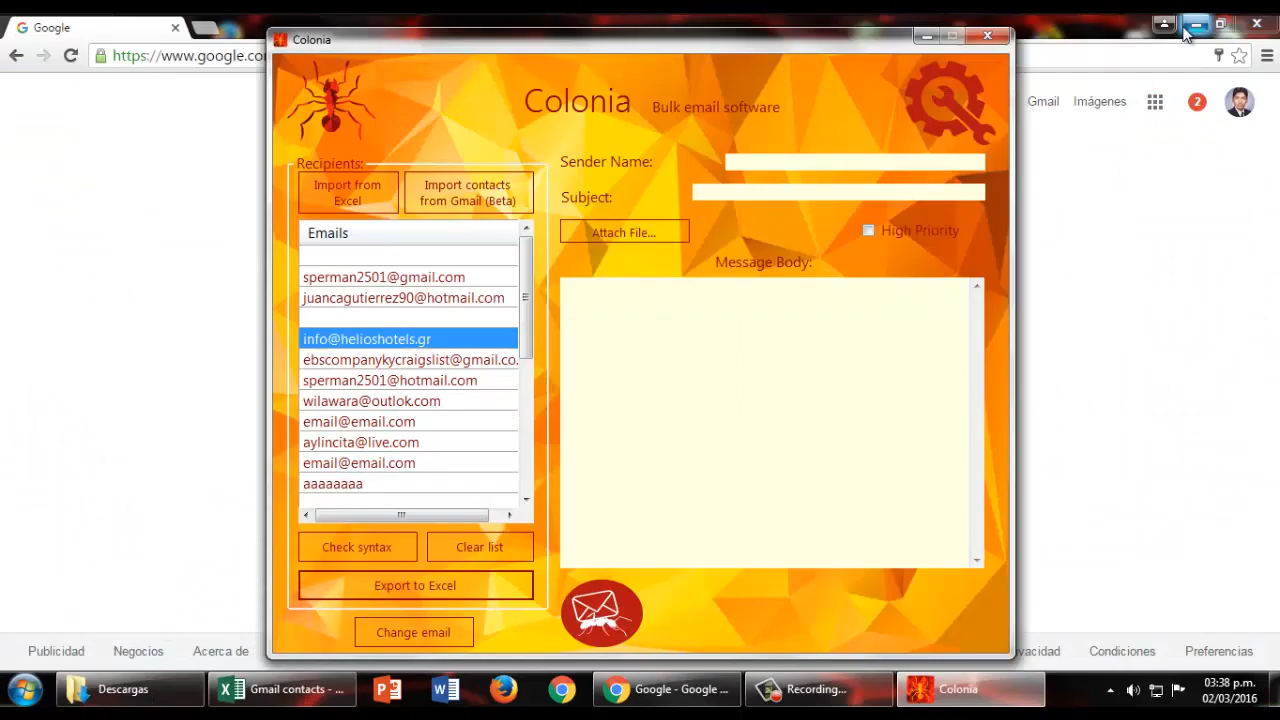 Google
https://www.google.co
Colonia
Gmail
Imágenes
2
Colonia
Bulk email software
Recipients:
Import from
Excel
Import contacts
from Gmail (Beta)
Sender Name:
Subject:
Attach File...
High Priority
Message Body:
Emails
sperman2501@gmail.com
juancagutierrez90@hotmail.com
info@helioshotels.gr
ebscompanykycraigslist@gmail.co.
sperman2501@hotmail.com
wilawara@outlok.com
email@email.com
aylincita@live.com
email@email.com
aaaaaaaa
Check syntax
Clear list
Export to Excel
Change email
Publicidad
Negocios
Acerca de
vacidad
Condiciones
Preferencias
Descargas
Gmail contacts - ...
Google - Google ...
Recording...
Colonia
03:38 p.m.
02/03/2016